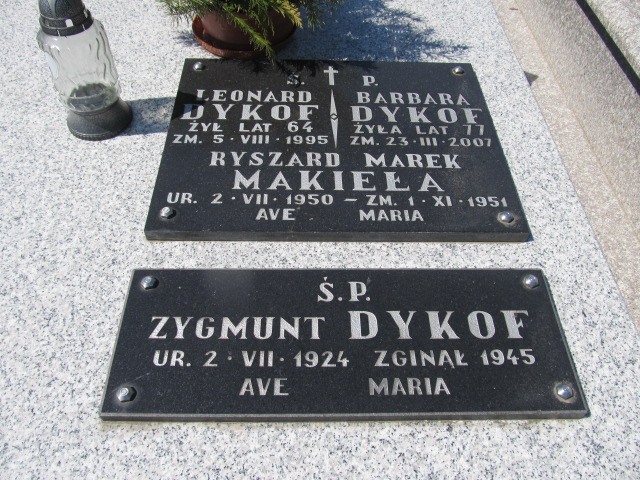 Ś. P.
LEONARD BARBARA
DYKOF DYKOF
ŻYŁ LAT 64 ŻYŁA LAT 77
ZM. 5 · VIII · 1995 ZM. 23 · III · 2007
RYSZARD MAREK
MAKIEŁA
UR. 2 · VII · 1950 – ZM. 1 · XI · 1951
AVE MARIA
Ś.P.
ZYGMUNT DYKOF
UR. 2 · VII · 1924 ZGINĄŁ 1945
AVE MARIA